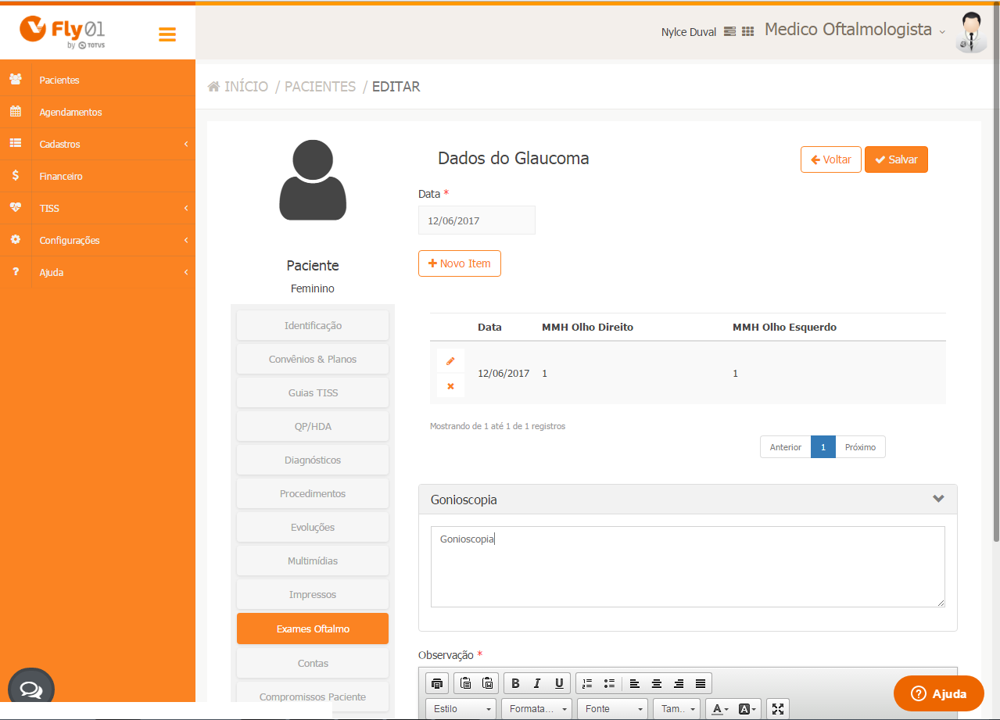 Fly01
by TOTVS
Nylce Duval
Medico Oftalmologista
Pacientes
Agendamentos
Cadastros
Financeiro
TISS
Configurações
Ajuda
INÍCIO / PACIENTES / EDITAR
Paciente
Feminino
Identificação
Convênios & Planos
Guias TISS
QP/HDA
Diagnósticos
Procedimentos
Evoluções
Multimídias
Impressos
Exames Oftalmo
Contas
Compromissos Paciente
Dados do Glaucoma
Voltar
Salvar
Data *
12/06/2017
Novo Item
Data MMH Olho Direito MMH Olho Esquerdo
12/06/2017 1 1
Mostrando de 1 até 1 de 1 registros
Anterior 1 Próximo
Gonioscopia
Gonioscopia
Observação *
B I U
Estilo Formata... Fonte Tam... A A
Ajuda